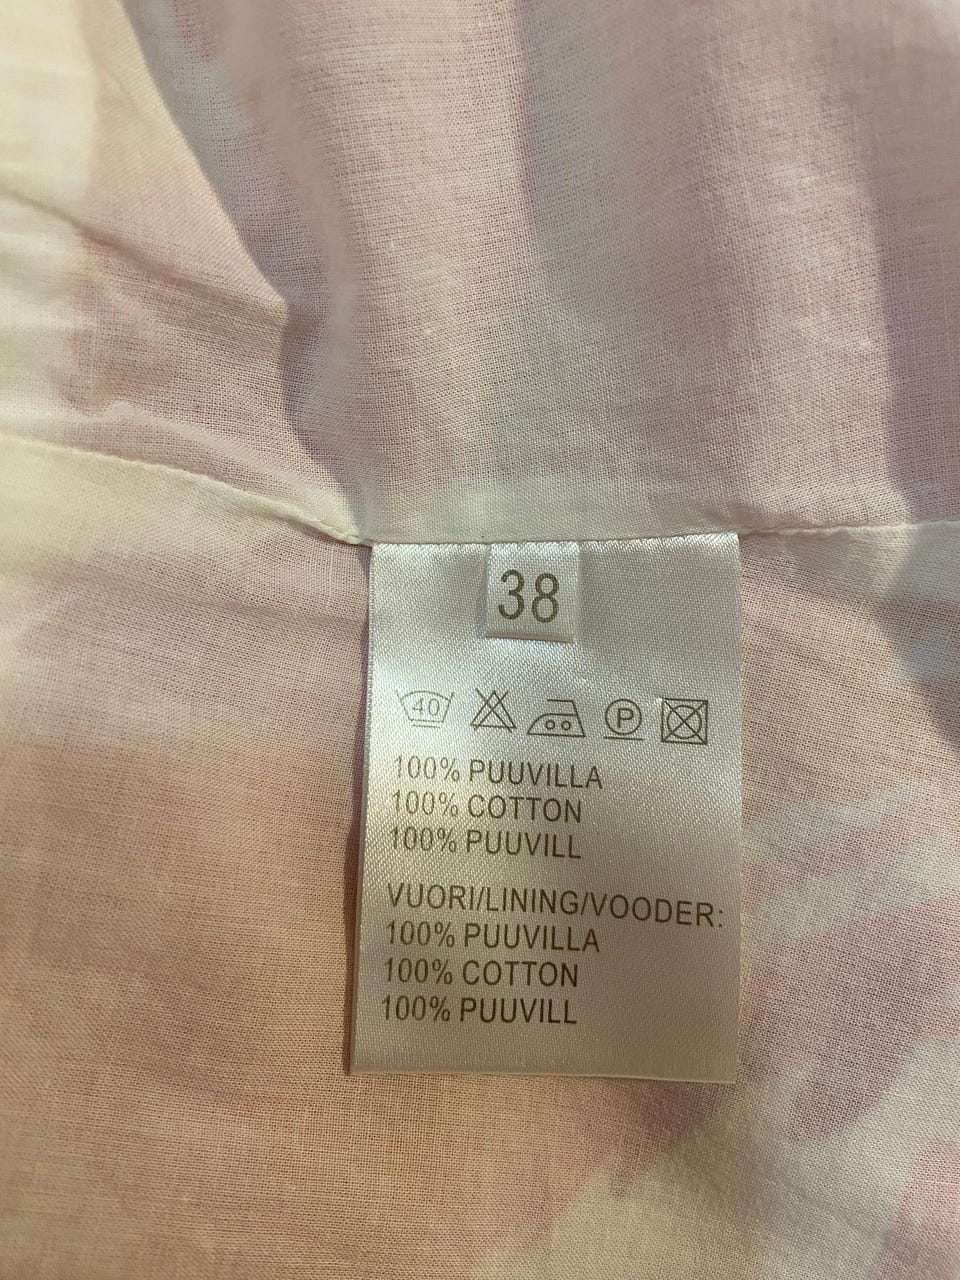 38
40
P
100% PUUVILLA
100% COTTON
100% PUUVILL
VUORI/LINING/VOODER:
100% PUUVILLA
100% COTTON
100% PUUVILL